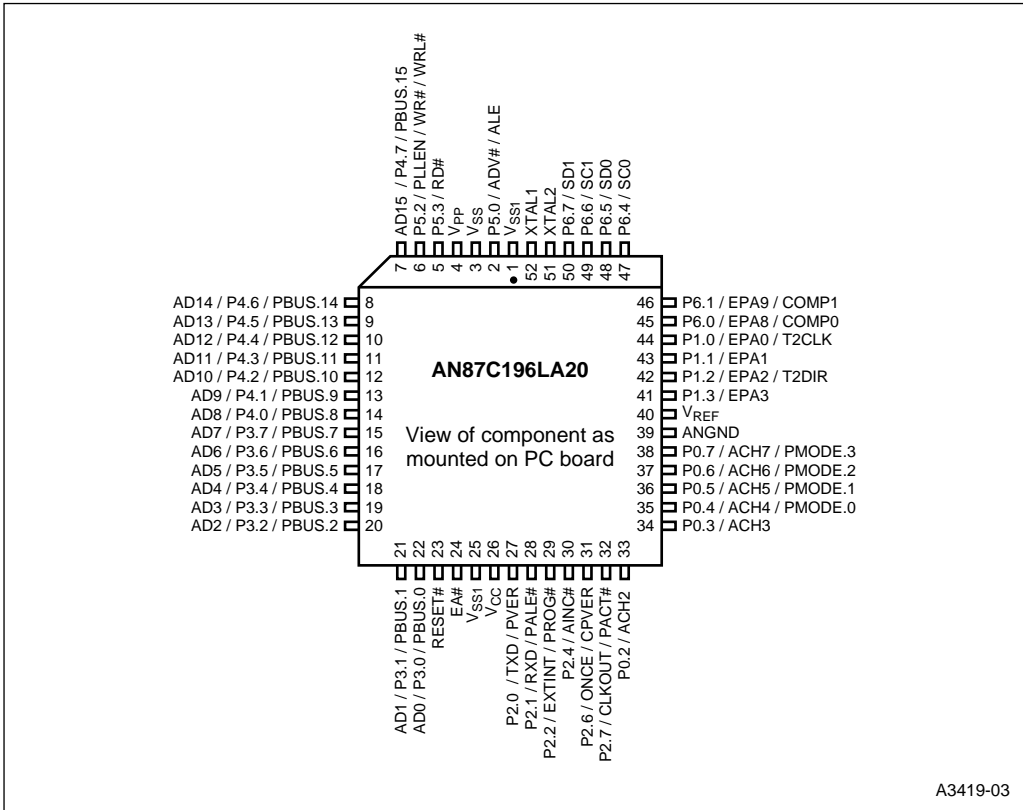 AD15 / P4.7 / PBUS.15
P5.2 / PLLEN / WR# / WRL#
P5.3 / RD#
VPP
VSS
P5.0 / ADV# / ALE
VSS1
XTAL1
XTAL2
P6.7 / SD1
P6.6 / SC1
P6.5 / SD0
P6.4 / SC0
7
6
5
4
3
2
1
52
51
50
49
48
47
AD14 / P4.6 / PBUS.14 8
AD13 / P4.5 / PBUS.13 9
AD12 / P4.4 / PBUS.12 10
AD11 / P4.3 / PBUS.11 11
AD10 / P4.2 / PBUS.10 12
AD9 / P4.1 / PBUS.9 13
AD8 / P4.0 / PBUS.8 14
AD7 / P3.7 / PBUS.7 15
AD6 / P3.6 / PBUS.6 16
AD5 / P3.5 / PBUS.5 17
AD4 / P3.4 / PBUS.4 18
AD3 / P3.3 / PBUS.3 19
AD2 / P3.2 / PBUS.2 20
AN87C196LA20
View of component as
mounted on PC board
46 P6.1 / EPA9 / COMP1
45 P6.0 / EPA8 / COMP0
44 P1.0 / EPA0 / T2CLK
43 P1.1 / EPA1
42 P1.2 / EPA2 / T2DIR
41 P1.3 / EPA3
40 VREF
39 ANGND
38 P0.7 / ACH7 / PMODE.3
37 P0.6 / ACH6 / PMODE.2
36 P0.5 / ACH5 / PMODE.1
35 P0.4 / ACH4 / PMODE.0
34 P0.3 / ACH3
21
22
23
24
25
26
27
28
29
30
31
32
33
AD1 / P3.1 / PBUS.1
AD0 / P3.0 / PBUS.0
RESET#
EA#
VSS1
VCC
P2.0 / TXD / PVER
P2.1 / RXD / PALE#
P2.2 / EXTINT / PROG#
P2.4 / AINC#
P2.6 / ONCE / CPVER
P2.7 / CLKOUT / PACT#
P0.2 / ACH2
A3419-03